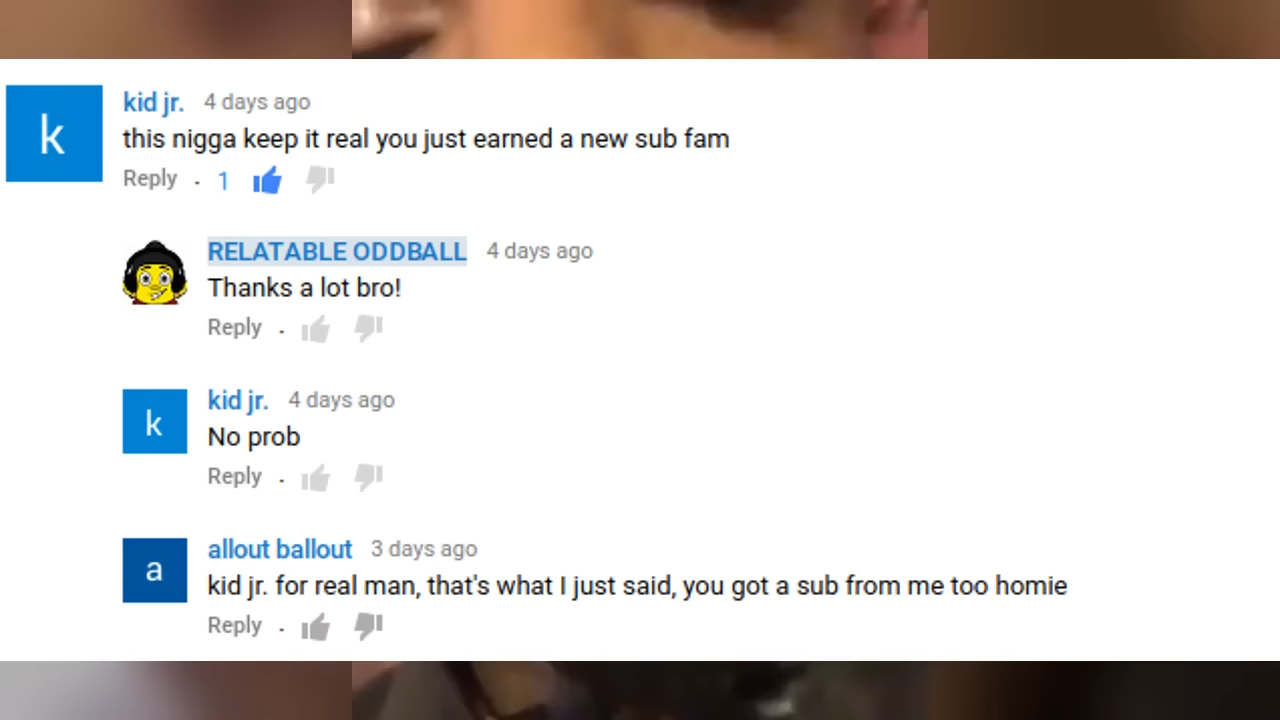 k
kid jr. 4 days ago
this nigga keep it real you just earned a new sub fam
Reply . 1
RELATABLE ODDBALL 4 days ago
Thanks a lot bro!
Reply .
k
kid jr. 4 days ago
No prob
Reply .
a
allout ballout 3 days ago
kid jr. for real man, that's what I just said, you got a sub from me too homie
Reply .